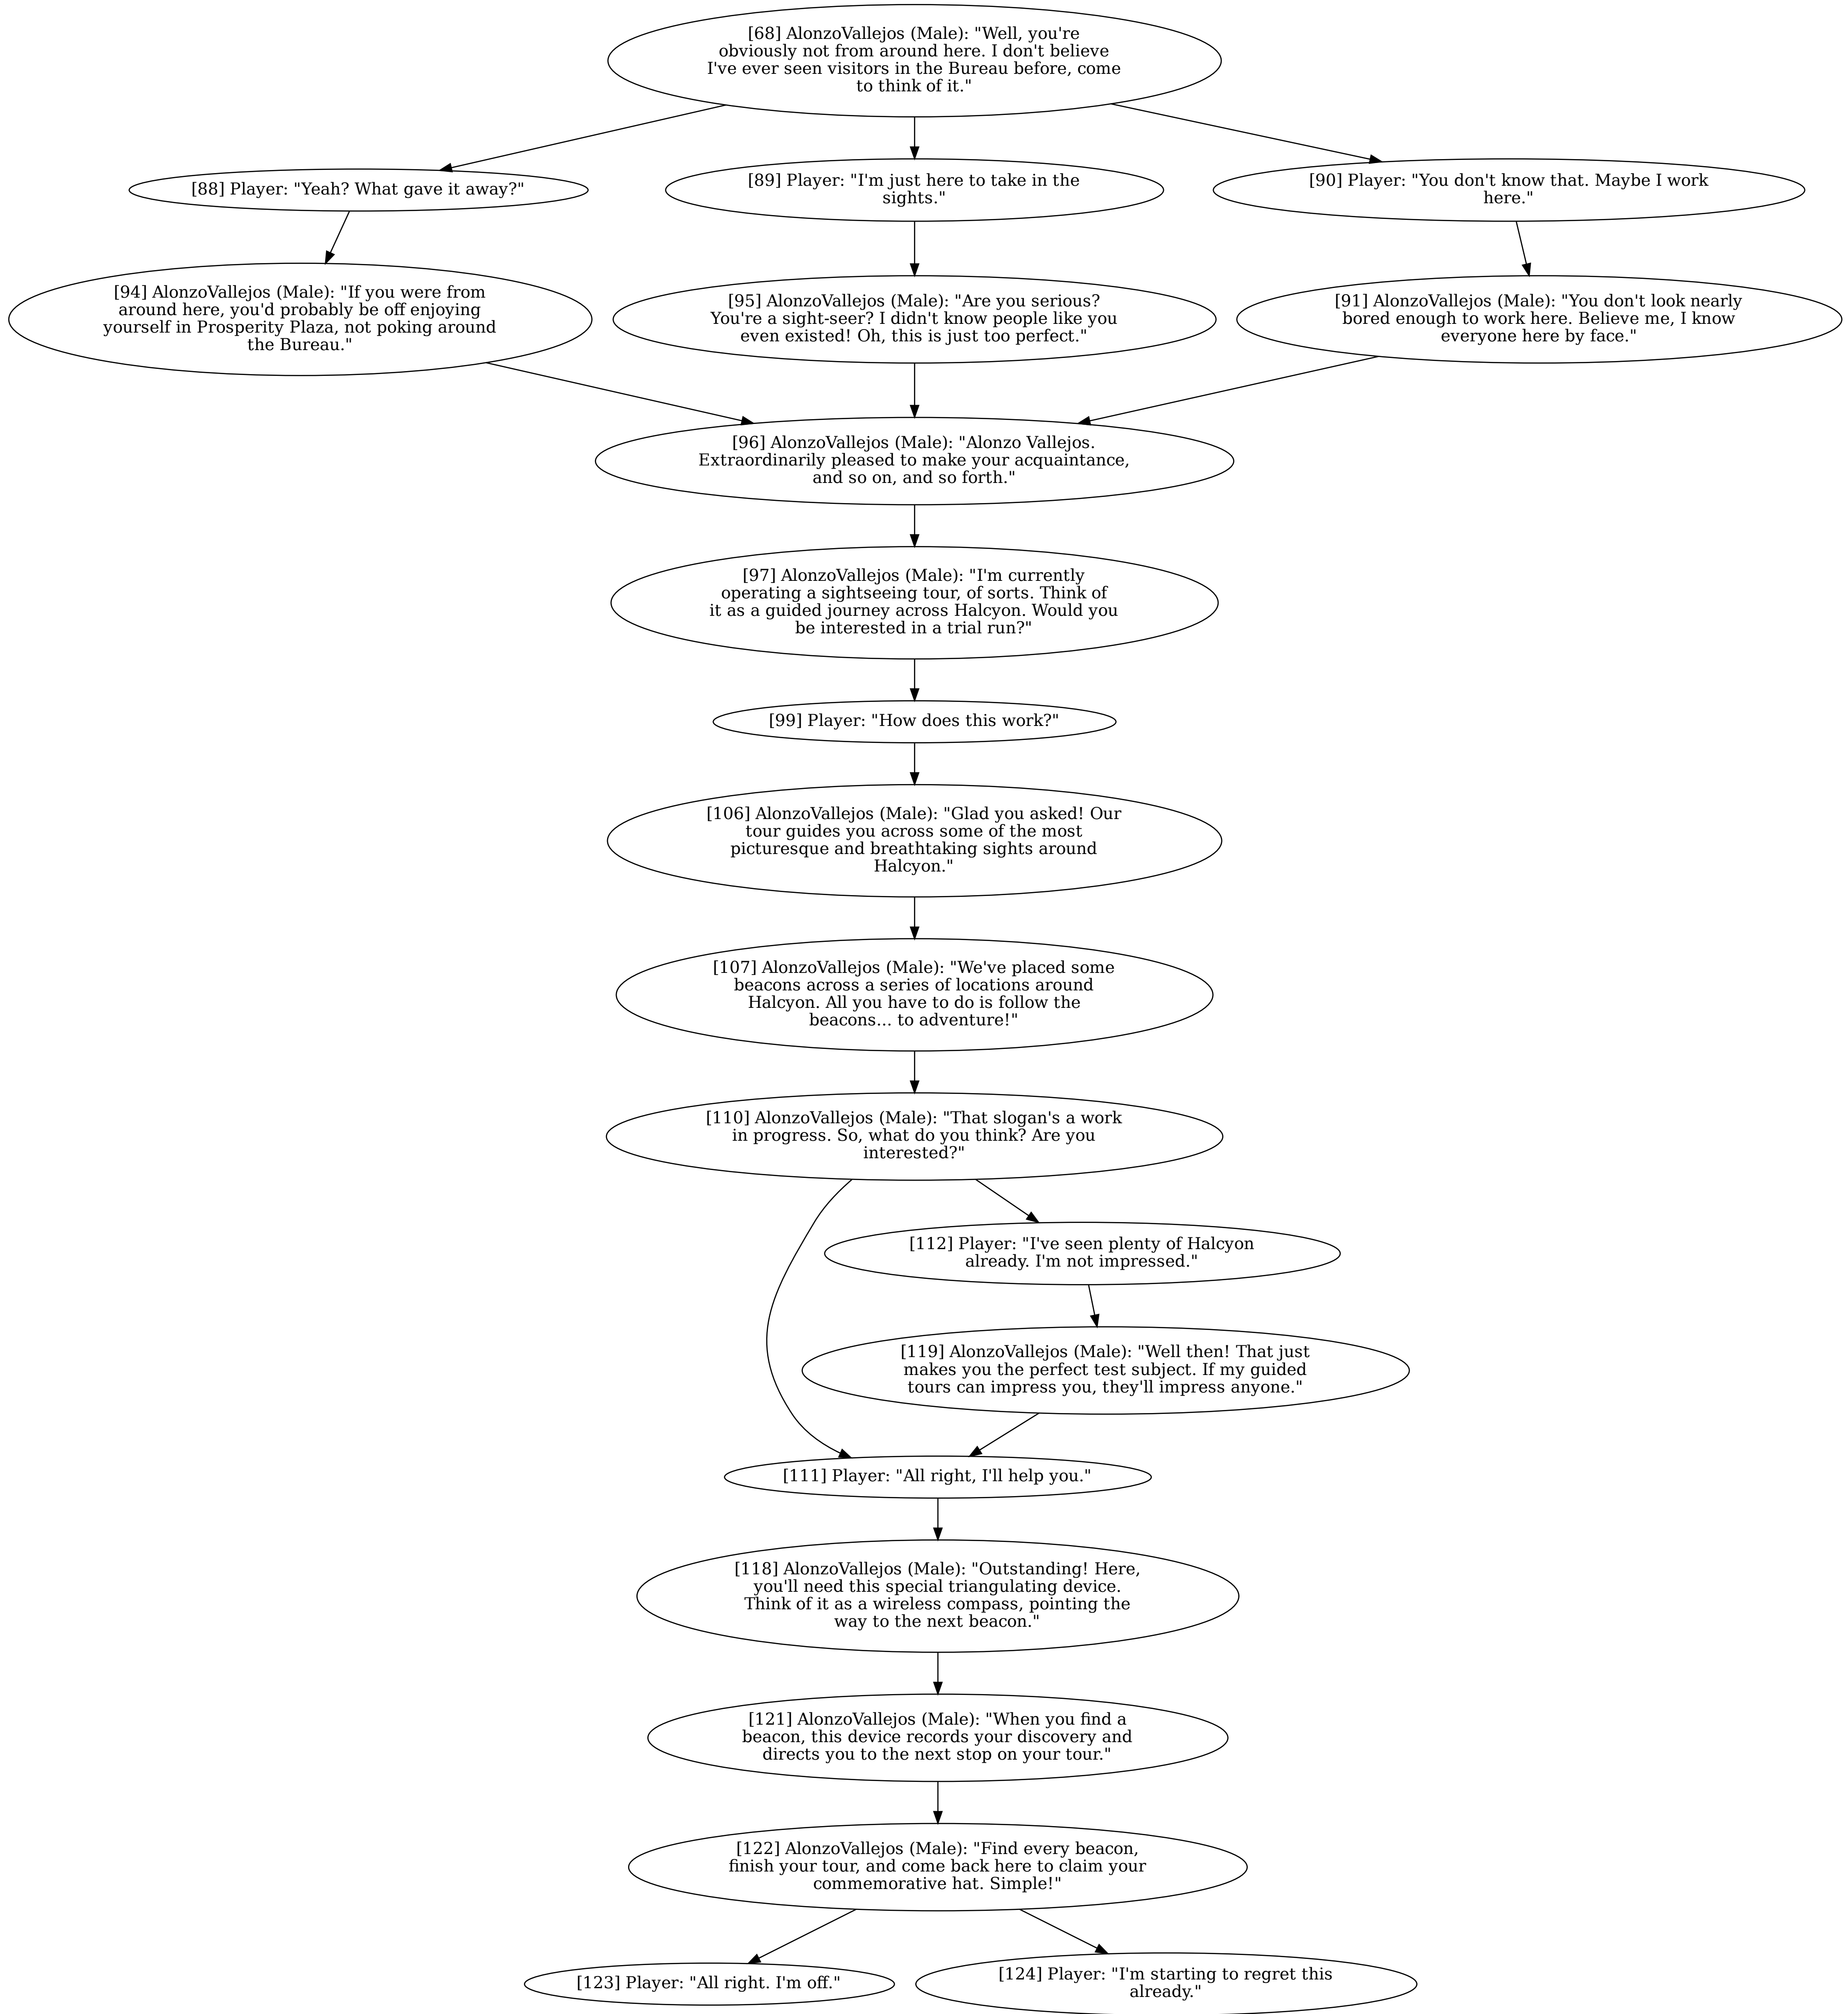 [68] AlonzoVallejos (Male): "Well, you're
obviously not from around here. I don't believe
I've ever seen visitors in the Bureau before, come
to think of it."
[88] Player: "Yeah? What gave it away?"
[89] Player: "I'm just here to take in the
sights."
[90] Player: "You don't know that. Maybe I work
here."
[94] AlonzoVallejos (Male): "If you were from
around here, you'd probably be off enjoying
yourself in Prosperity Plaza, not poking around
the Bureau."
[95] AlonzoVallejos (Male): "Are you serious?
You're a sight-seer? I didn't know people like you
even existed! Oh, this is just too perfect."
[91] AlonzoVallejos (Male): "You don't look nearly
bored enough to work here. Believe me, I know
everyone here by face."
[96] AlonzoVallejos (Male): "Alonzo Vallejos.
Extraordinarily pleased to make your acquaintance,
and so on, and so forth."
[97] AlonzoVallejos (Male): "I'm currently
operating a sightseeing tour, of sorts. Think of
it as a guided journey across Halcyon. Would you
be interested in a trial run?"
[99] Player: "How does this work?"
[106] AlonzoVallejos (Male): "Glad you asked! Our
tour guides you across some of the most
picturesque and breathtaking sights around
Halcyon."
[107] AlonzoVallejos (Male): "We've placed some
beacons across a series of locations around
Halcyon. All you have to do is follow the
beacons... to adventure!"
[110] AlonzoVallejos (Male): "That slogan's a work
in progress. So, what do you think? Are you
interested?"
[112] Player: "I've seen plenty of Halcyon
already. I'm not impressed."
[119] AlonzoVallejos (Male): "Well then! That just
makes you the perfect test subject. If my guided
tours can impress you, they'll impress anyone."
[111] Player: "All right, I'll help you."
[118] AlonzoVallejos (Male): "Outstanding! Here,
you'll need this special triangulating device.
Think of it as a wireless compass, pointing the
way to the next beacon."
[121] AlonzoVallejos (Male): "When you find a
beacon, this device records your discovery and
directs you to the next stop on your tour."
[122] AlonzoVallejos (Male): "Find every beacon,
finish your tour, and come back here to claim your
commemorative hat. Simple!"
[123] Player: "All right. I'm off."
[124] Player: "I'm starting to regret this
already."